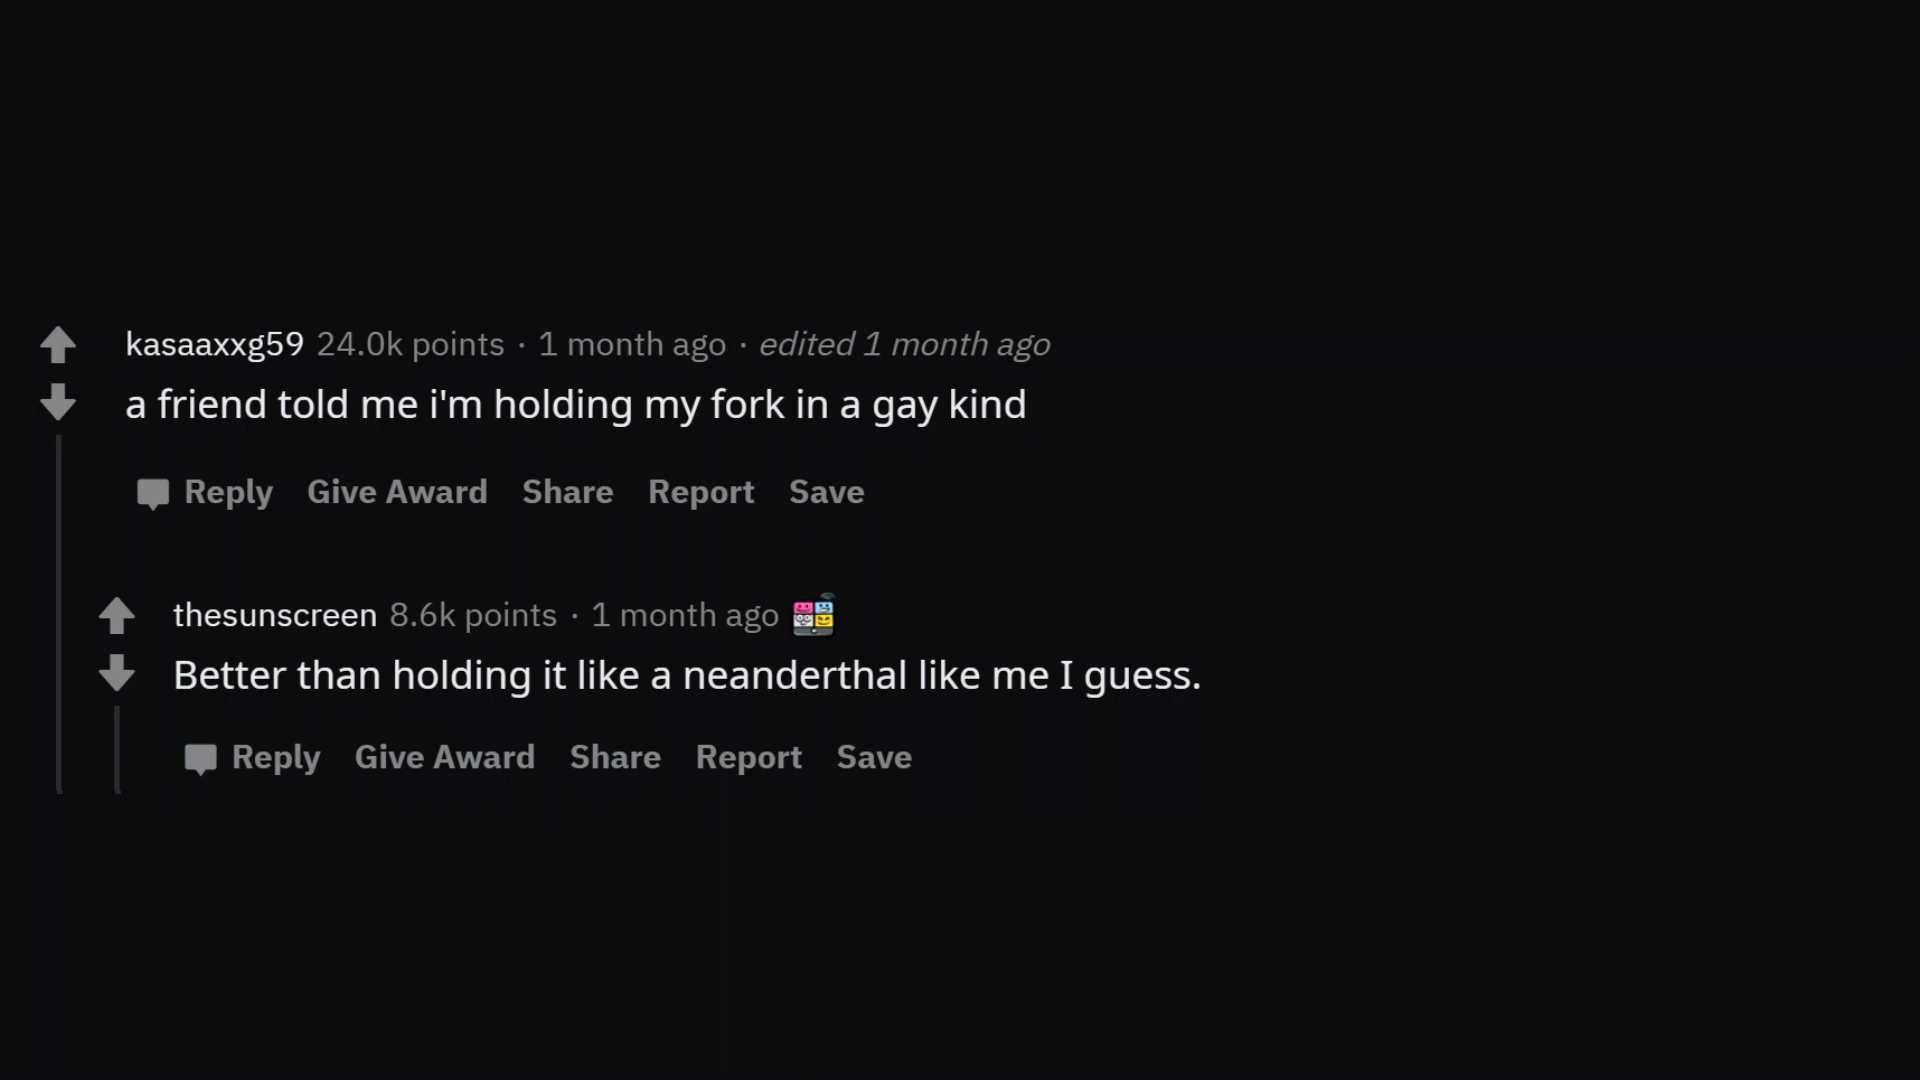 kasaaxxg59 24.0k points · 1 month ago · edited 1 month ago
a friend told me i'm holding my fork in a gay kind
Reply Give Award Share Report Save
thesunscreen 8.6k points · 1 month ago
Better than holding it like a neanderthal like me I guess.
Reply Give Award Share Report Save